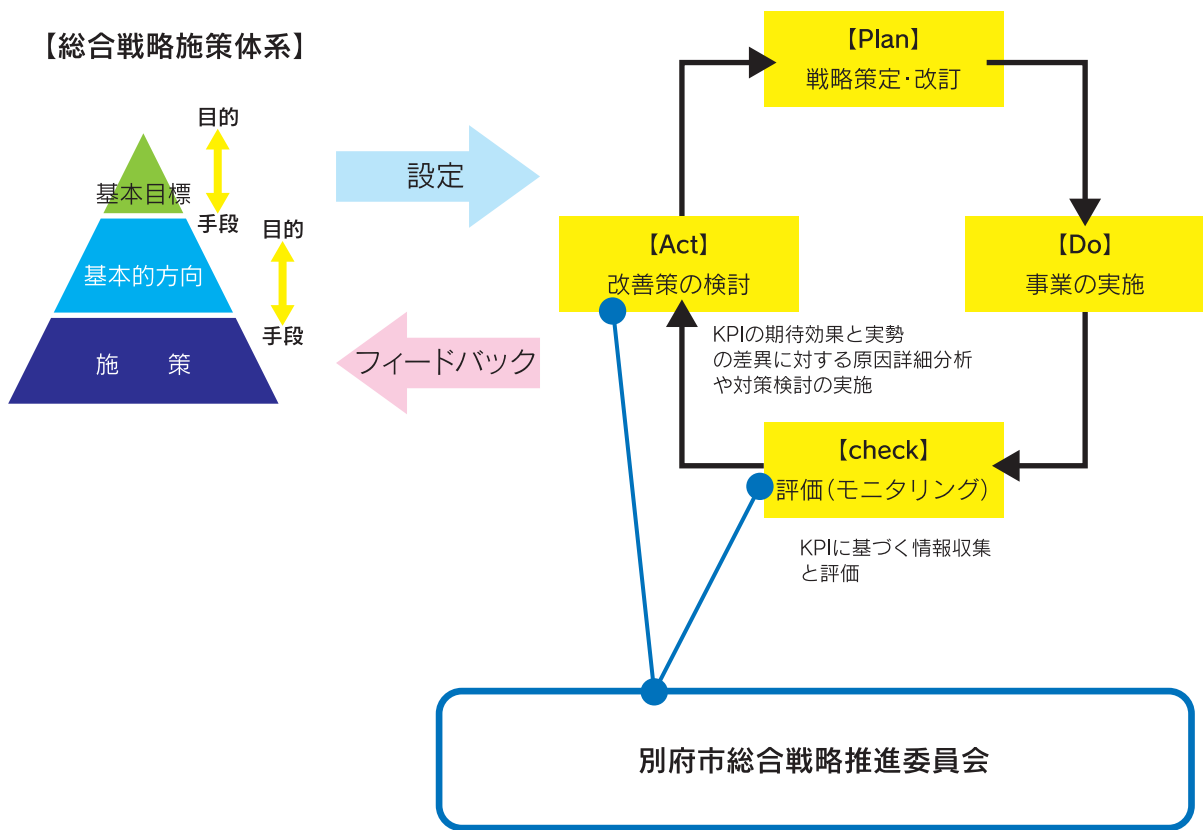 【総合戦略施策体系】
目的
基本目標
手段
目的
基本的方向
手段
施　　策
設定
フィードバック
【Plan】
戦略策定・改訂
【Do】
事業の実施
【Act】
改善策の検討
KPIの期待効果と実勢
の差異に対する原因詳細分析
や対策検討の実施
【check】
評価(モニタリング)
KPIに基づく情報収集
と評価
別府市総合戦略推進委員会